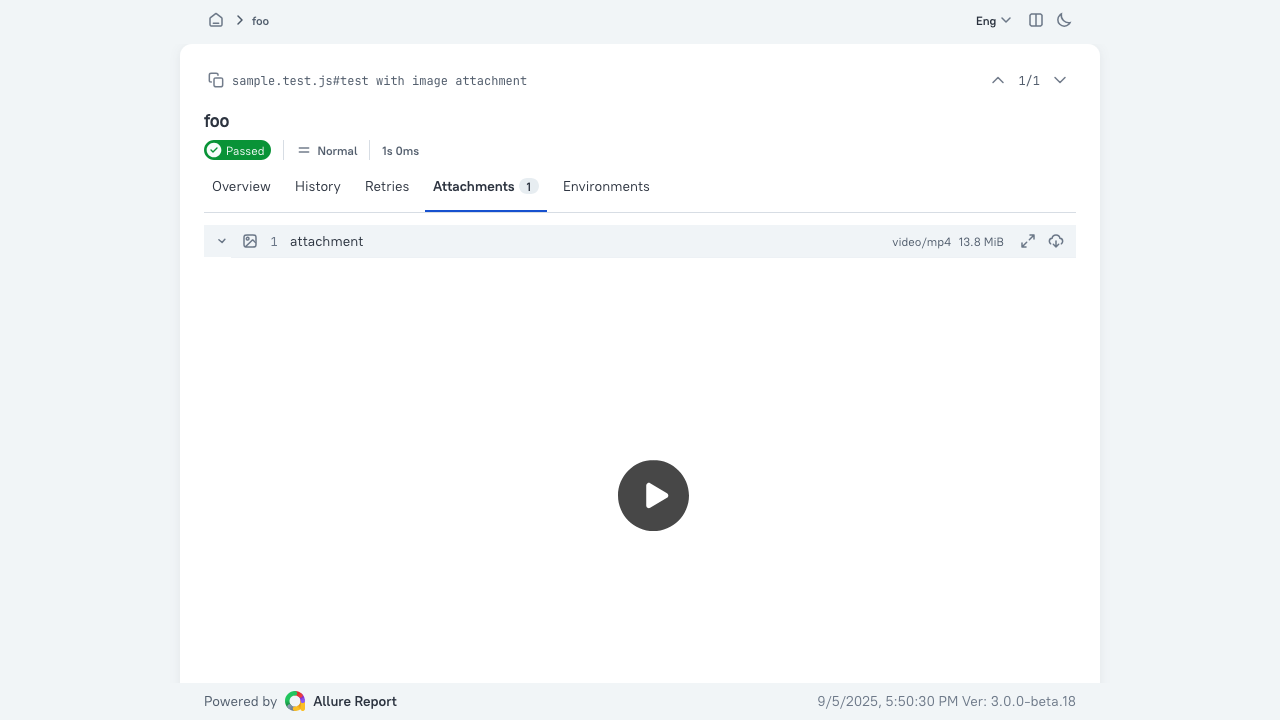 foo
Eng
sample.test.js#test with image attachment
1/1
foo
Passed
Normal
1s 0ms
Overview
History
Retries
Attachments 1
Environments
1 attachment
video/mp4 13.8 MiB
Powered by Allure Report
9/5/2025, 5:50:30 PM Ver: 3.0.0-beta.18